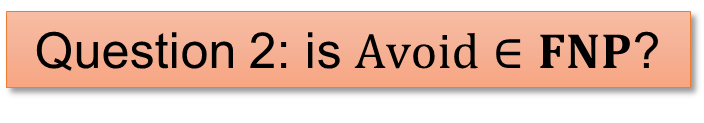 Question 2: is Avoid ∈ FNP?